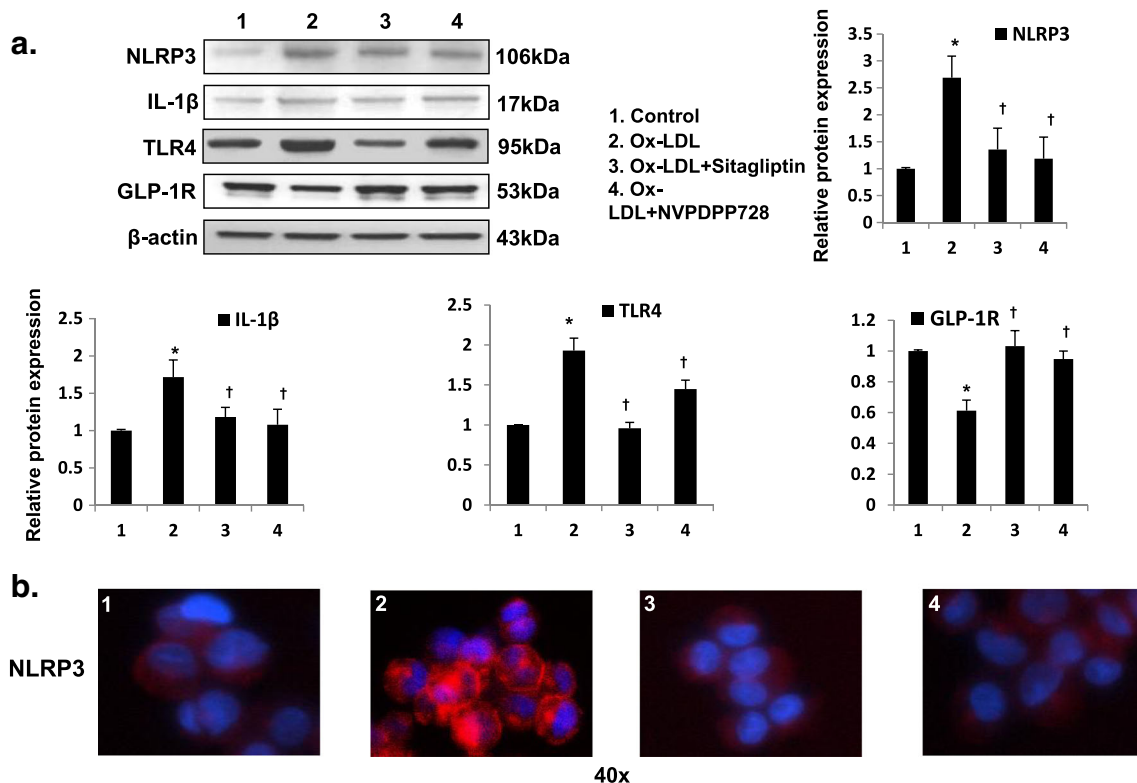 a.
1 2 3 4
NLRP3 106kDa
IL-1β 17kDa
TLR4 95kDa
GLP-1R 53kDa
β-actin 43kDa
1. Control
2. Ox-LDL
3. Ox-LDL+Sitagliptin
4. Ox-
LDL+NVPDPP728
Relative protein expression
NLRP3
3.5
3
2.5
2
1.5
1
0.5
0
*
†
†
1 2 3 4
Relative protein expression
IL-1β
2.5
2
1.5
1
0.5
0
*
†
†
1 2 3 4
TLR4
2.5
2
1.5
1
0.5
0
*
†
†
1 2 3 4
GLP-1R
1.2
1
0.8
0.6
0.4
0.2
0
*
†
†
1 2 3 4
b.
NLRP3
1
2
3
4
40x